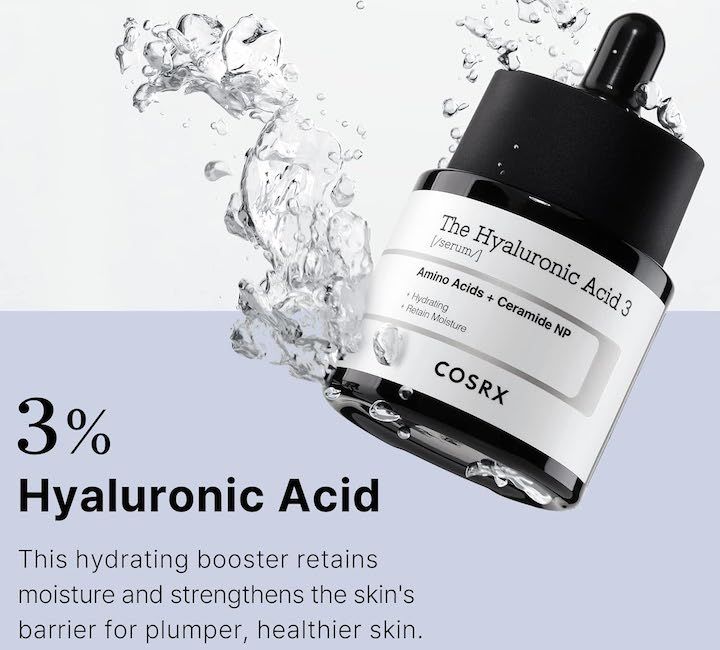 The Hyaluronic Acid 3
[/serum/]
Amino Acids + Ceramide NP
• Hydrating
• Retain Moisture
COSRX
3%
Hyaluronic Acid
This hydrating booster retains
moisture and strengthens the skin's
barrier for plumper, healthier skin.